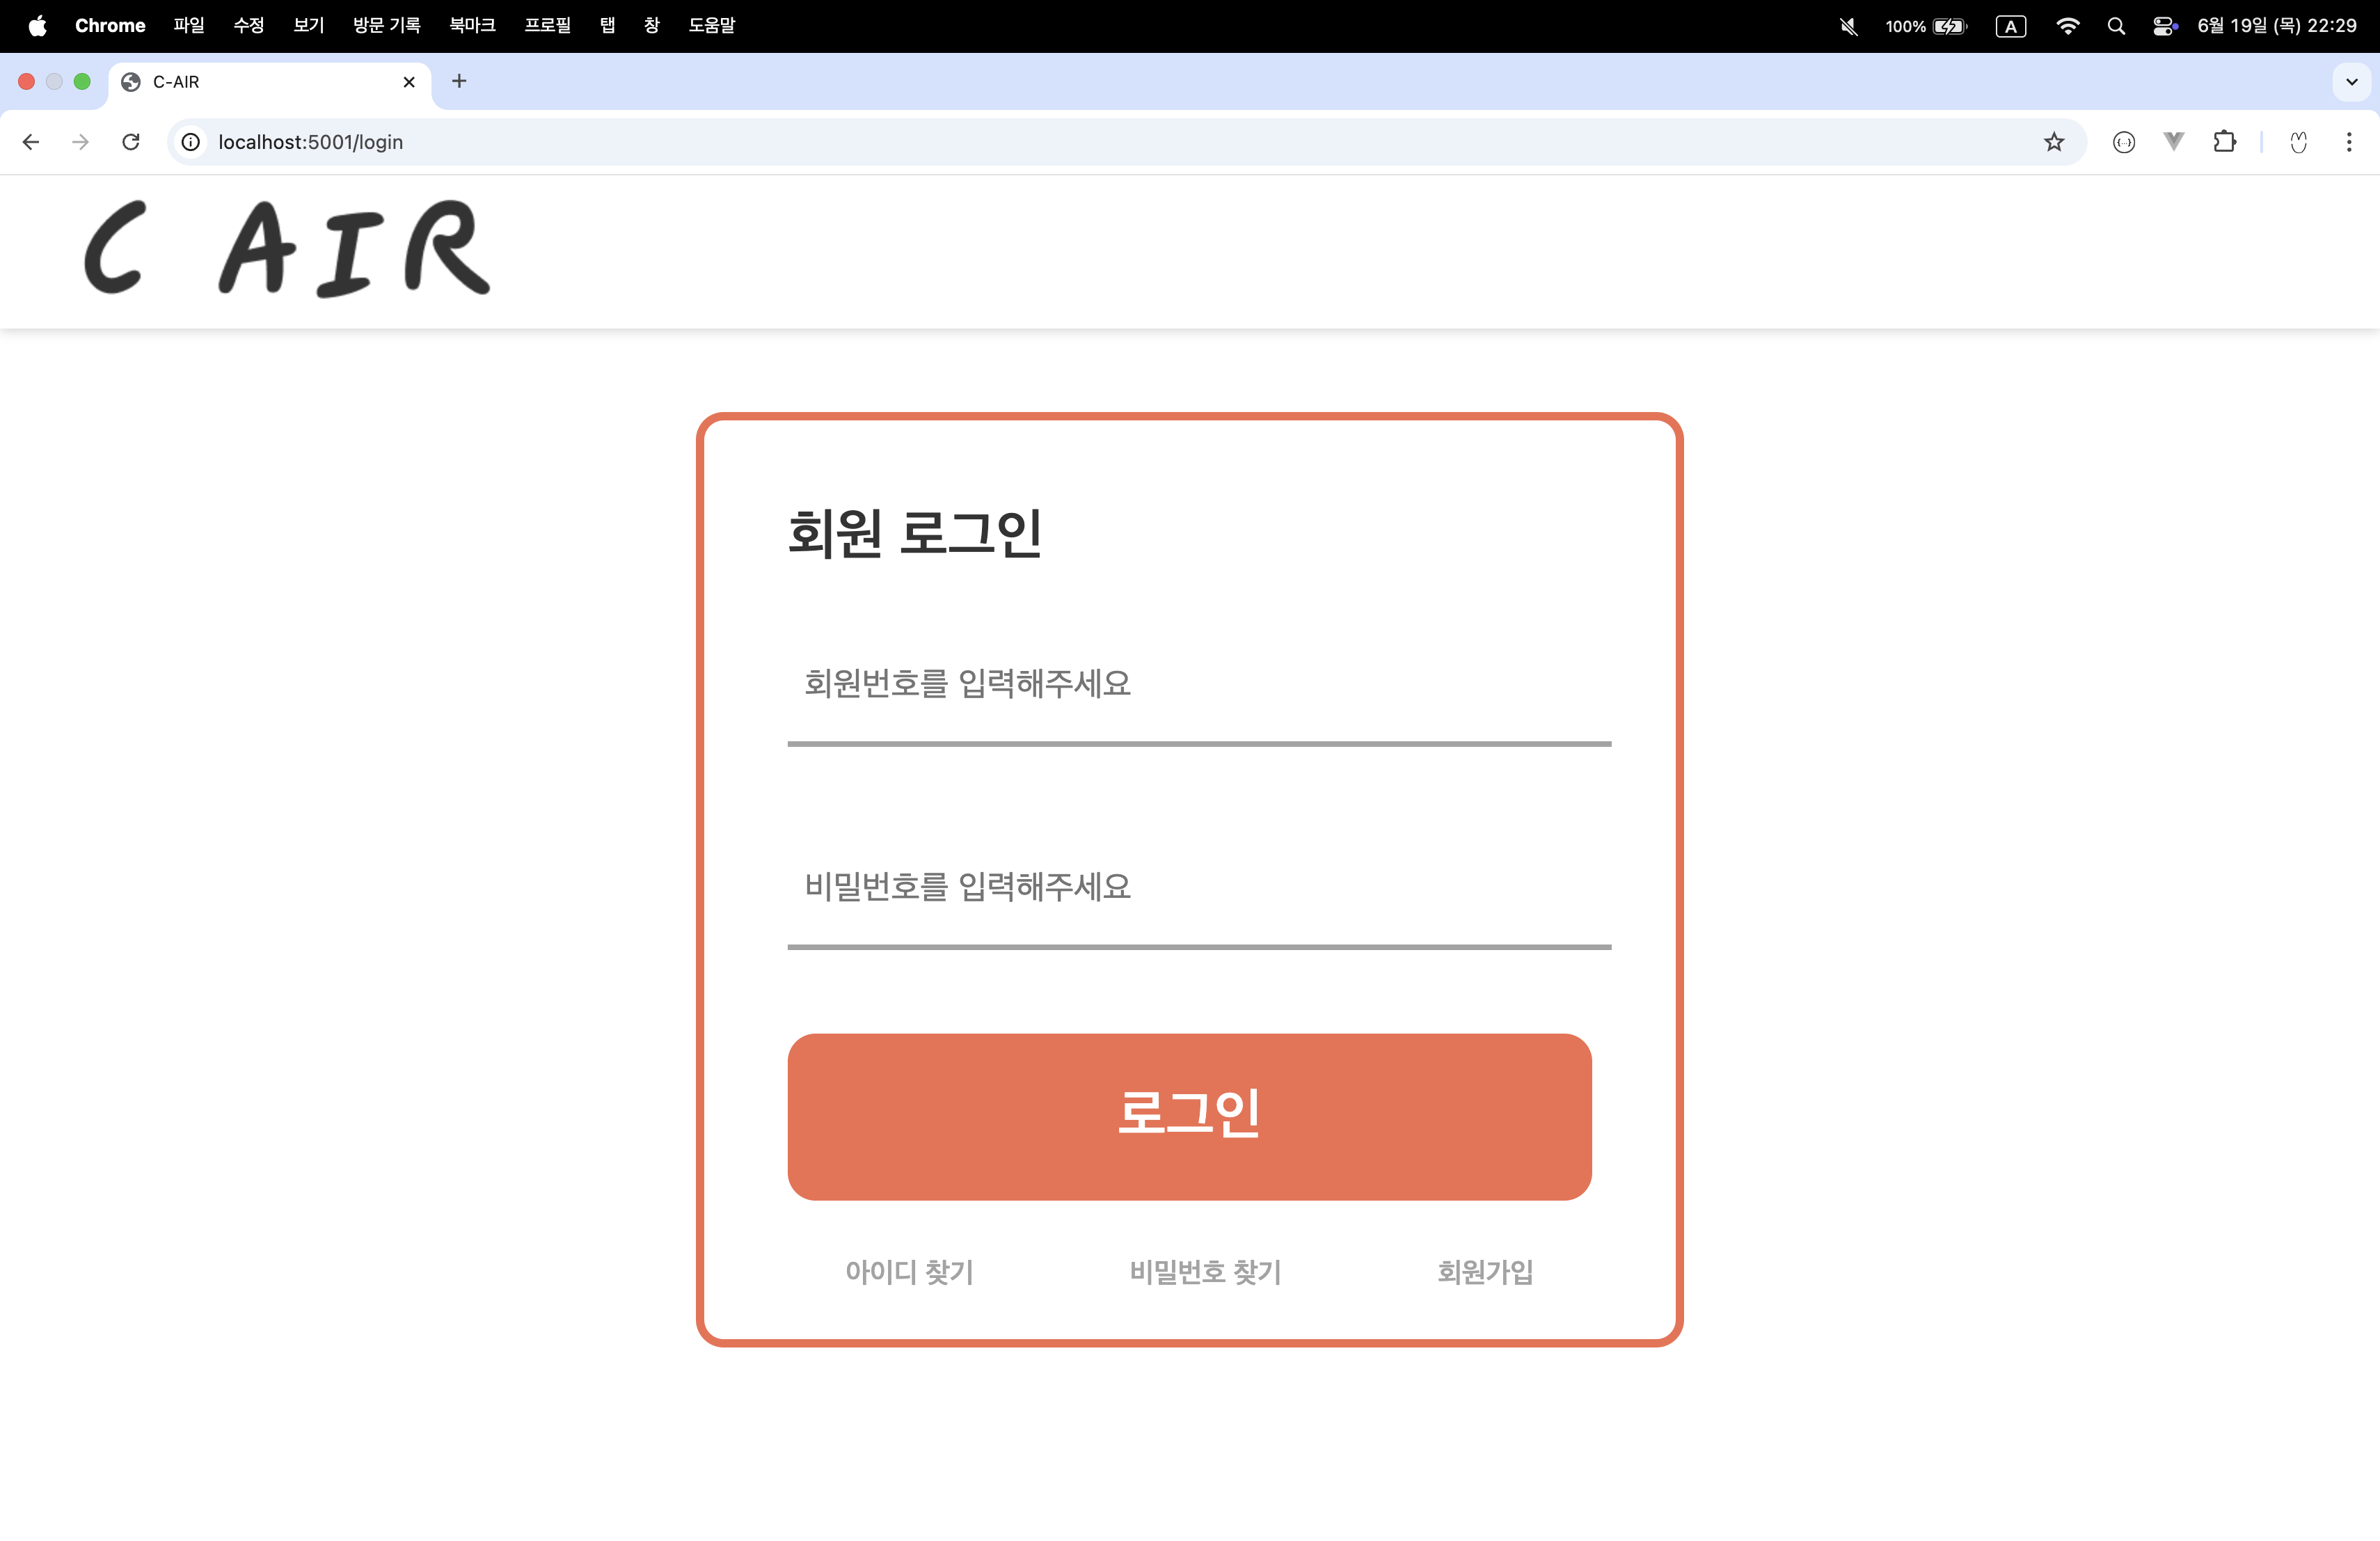 Chrome 파일 수정 보기 방문 기록 북마크 프로필 탭 창 도움말 100% A 6월 19일 (목) 22:29
C-AIR
localhost:5001/login
C AIR
회원 로그인
회원번호를 입력해주세요
비밀번호를 입력해주세요
로그인
아이디 찾기 비밀번호 찾기 회원가입